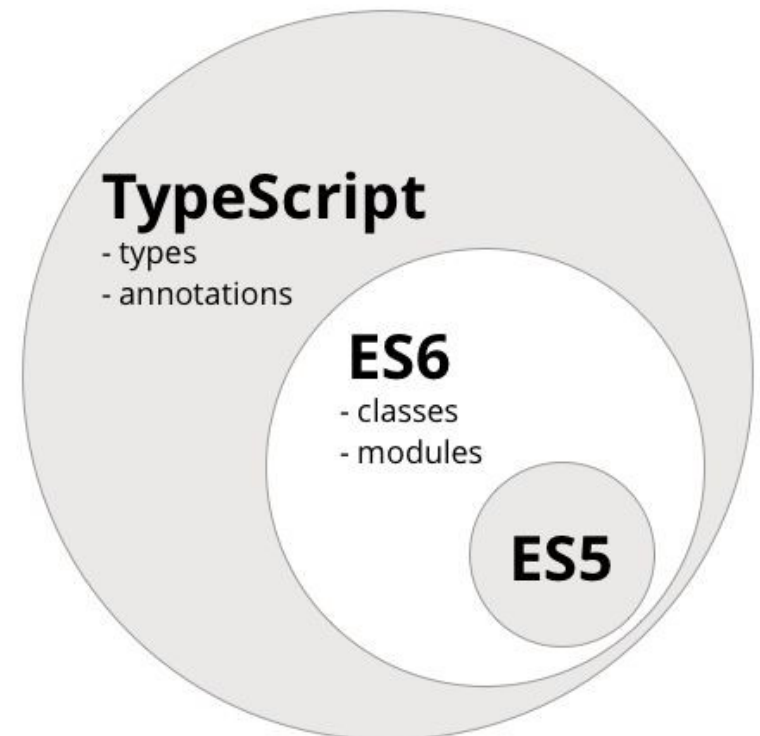 TypeScript
- types
- annotations
ES6
- classes
- modules
ES5